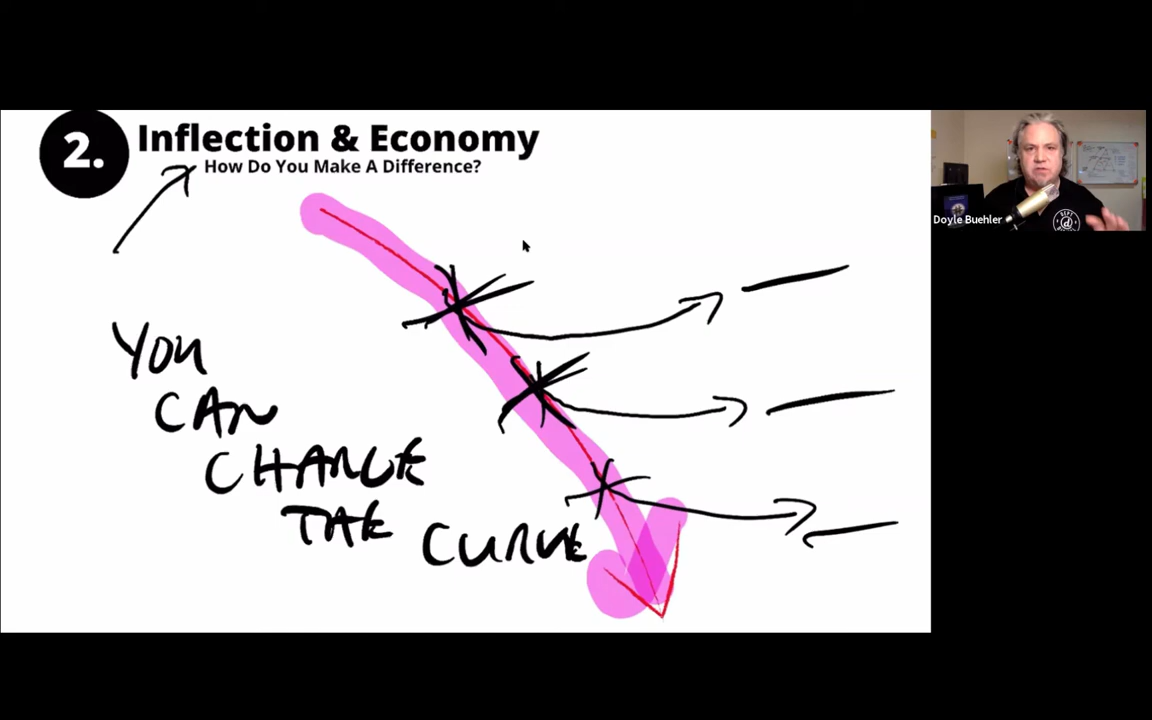 2.
Inflection & Economy
How Do You Make A Difference?
Doyle Buehler
YOU
CAN
CHANGE
THE CURVE